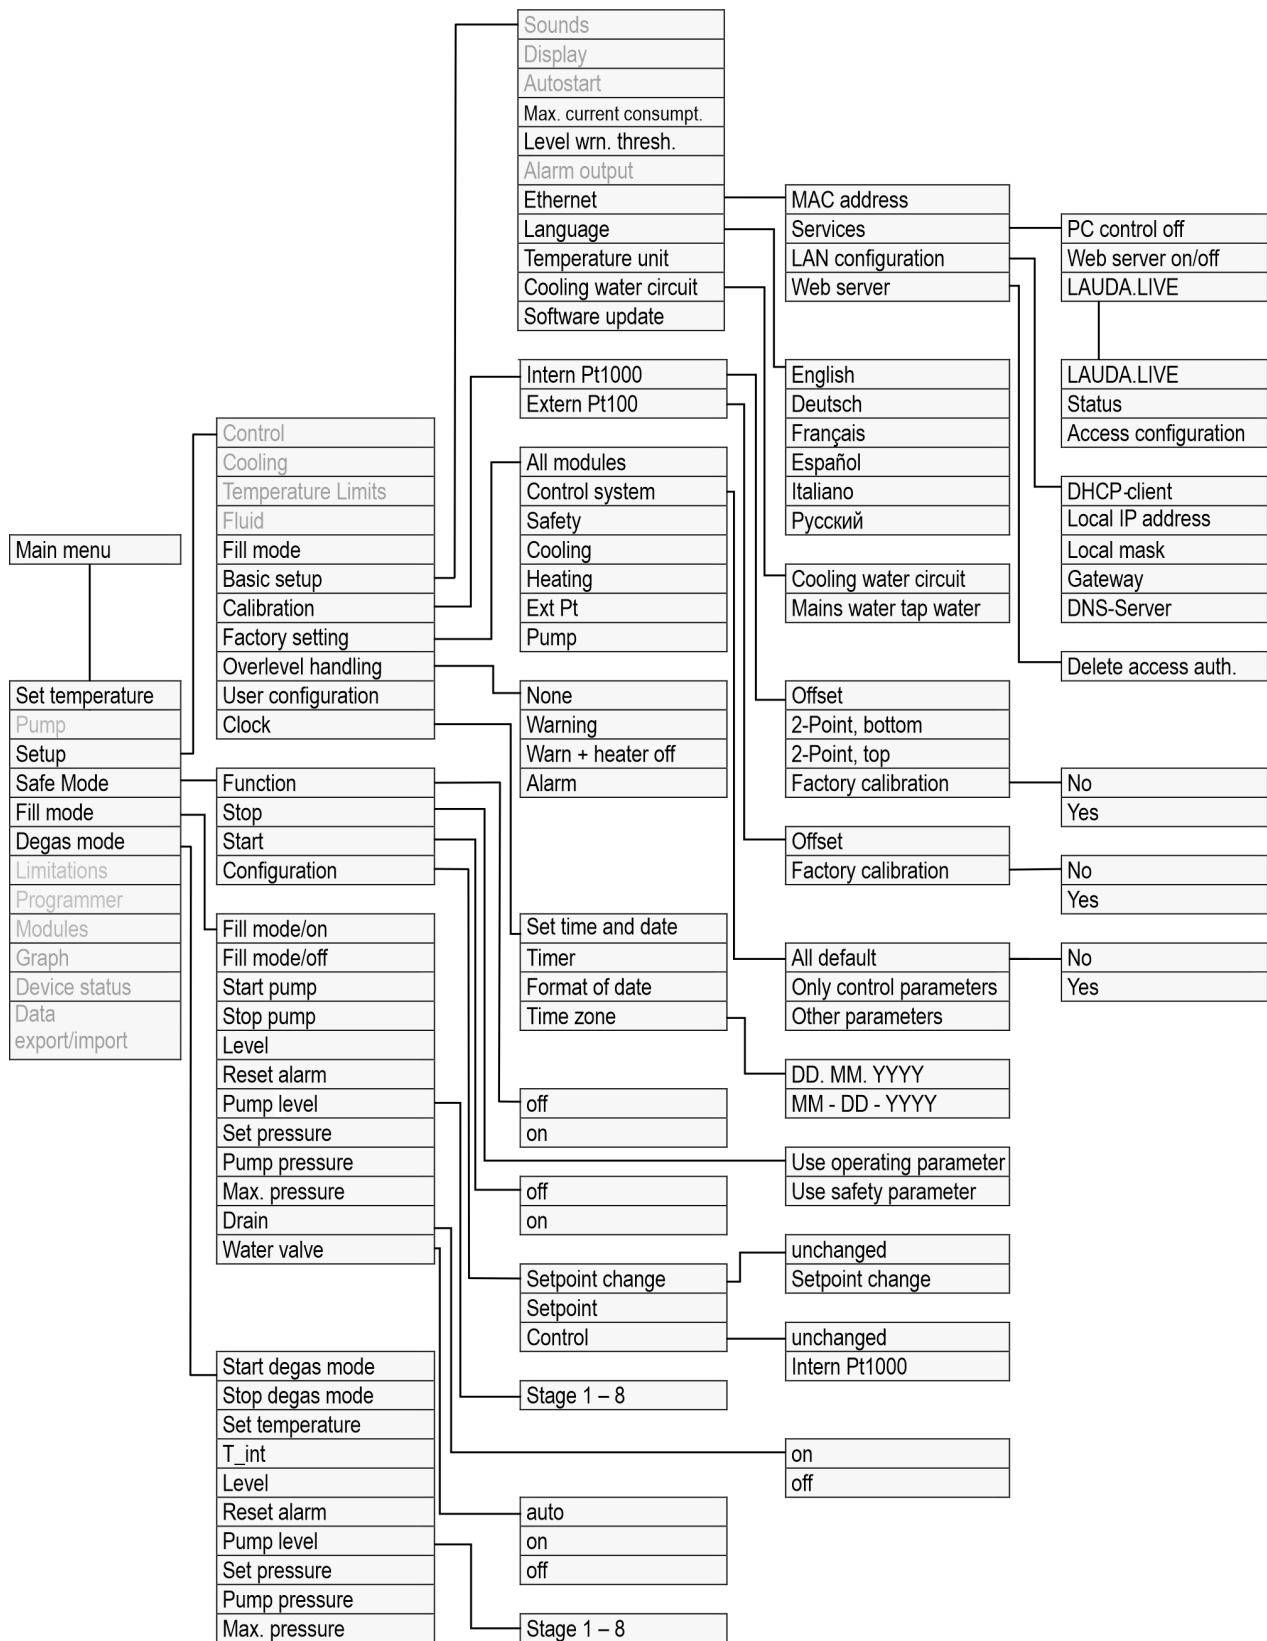 Main menu
Set temperature
Pump
Setup
Safe Mode
Fill mode
Degas mode
Limitations
Programmer
Modules
Graph
Device status
Data
export/import
Control
Cooling
Temperature Limits
Fluid
Fill mode
Basic setup
Calibration
Factory setting
Overlevel handling
User configuration
Clock
Function
Stop
Start
Configuration
Fill mode/on
Fill mode/off
Start pump
Stop pump
Level
Reset alarm
Pump level
Set pressure
Pump pressure
Max. pressure
Drain
Water valve
Start degas mode
Stop degas mode
Set temperature
T_int
Level
Reset alarm
Pump level
Set pressure
Pump pressure
Max. pressure
Sounds
Display
Autostart
Max. current consumpt.
Level wrn. thresh.
Alarm output
Ethernet
Language
Temperature unit
Cooling water circuit
Software update
Intern Pt1000
Extern Pt100
All modules
Control system
Safety
Cooling
Heating
Ext Pt
Pump
None
Warning
Warn + heater off
Alarm
Set time and date
Timer
Format of date
Time zone
off
on
off
on
Setpoint change
Setpoint
Control
Stage 1 – 8
auto
on
off
Stage 1 – 8
MAC address
Services
LAN configuration
Web server
English
Deutsch
Français
Español
Italiano
Русский
Cooling water circuit
Mains water tap water
Offset
2-Point, bottom
2-Point, top
Factory calibration
Offset
Factory calibration
All default
Only control parameters
Other parameters
DD. MM. YYYY
MM - DD - YYYY
Use operating parameter
Use safety parameter
unchanged
Setpoint change
unchanged
Intern Pt1000
on
off
PC control off
Web server on/off
LAUDA.LIVE
LAUDA.LIVE
Status
Access configuration
DHCP-client
Local IP address
Local mask
Gateway
DNS-Server
Delete access auth.
No
Yes
No
Yes
No
Yes